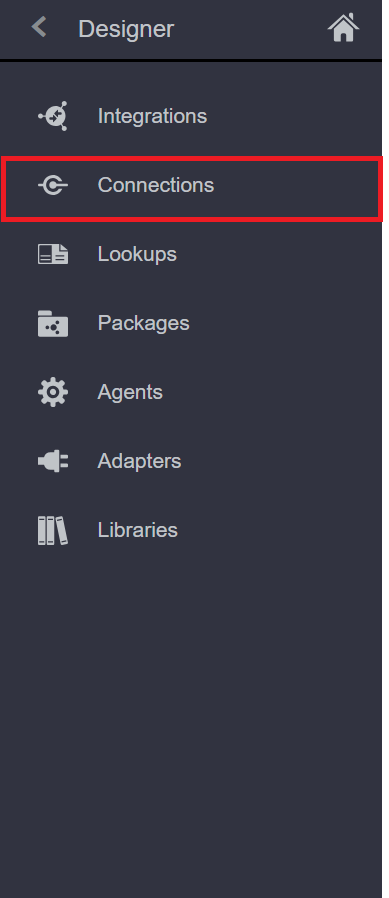 Designer
Integrations
Connections
Lookups
Packages
Agents
Adapters
Libraries